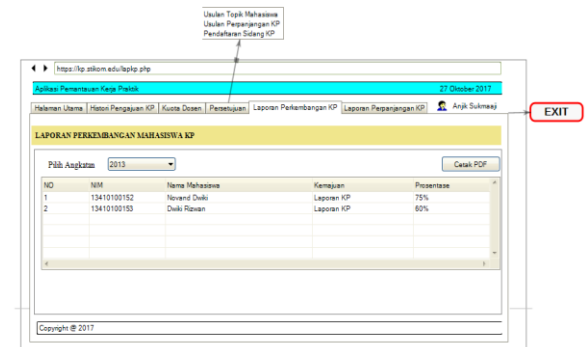 Usulan Topik Mahasiswa
Usulan Perpanjangan KP
Pendaftaran Sidang KP
https://kp.stikom.edu/lapkp.php
Aplikasi Pemantauan Kerja Praktik 27 Oktober 2017
Halaman Utama Histori Pengajuan KP Kuota Dosen Persetujuan Laporan Perkembangan KP Laporan Perpanjangan KP Anjik Sukmaaji
EXIT
LAPORAN PERKEMBANGAN MAHASISWA KP
Pilih Angkatan 2013 Cetak PDF
NO NIM Nama Mahasiswa Kemajuan Prosentase
1 13410100152 Novand Dwiki Laporan KP 75%
2 13410100153 Dwiki Rizwan Laporan KP 60%
Copyright @ 2017